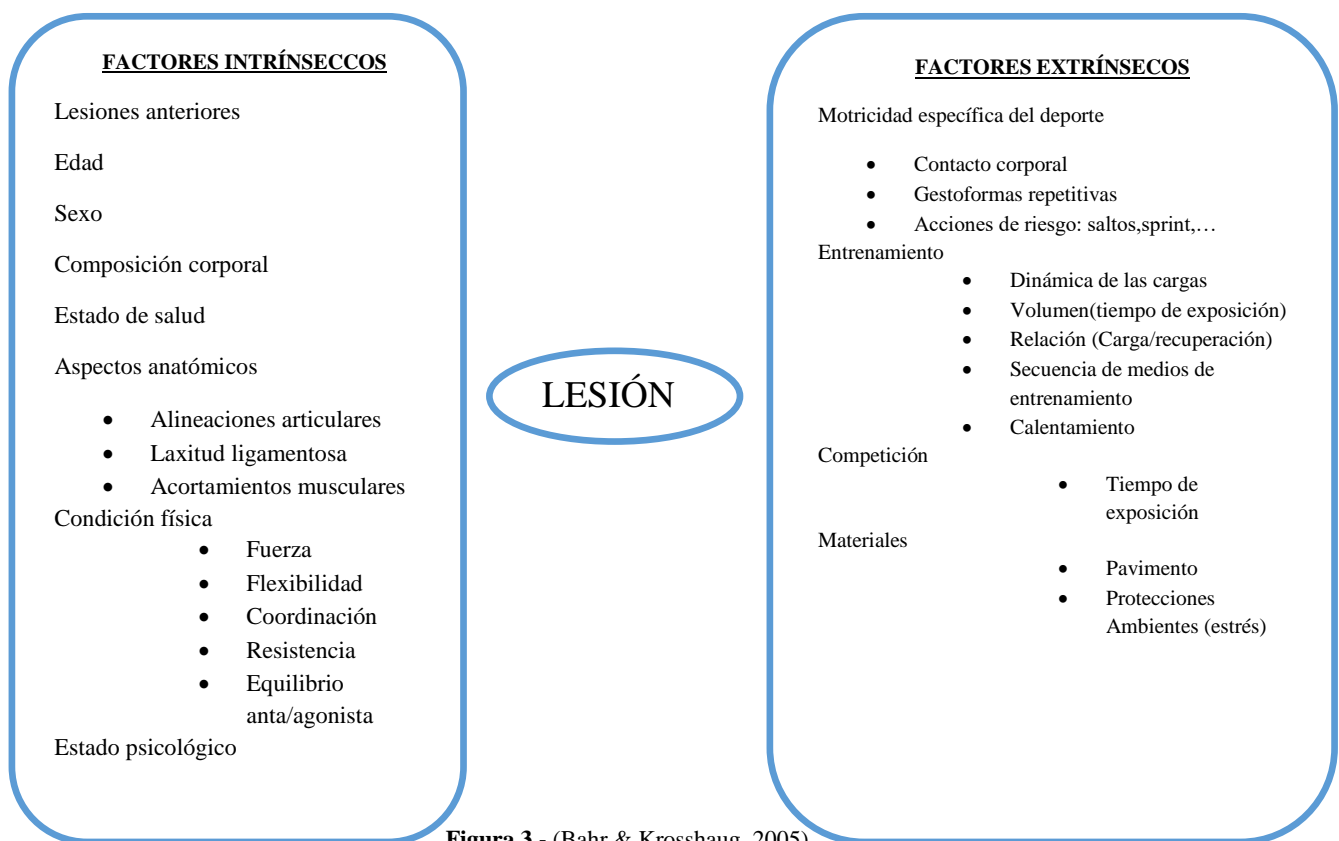 FACTORES INTRÍNSECCOS
Lesiones anteriores
Edad
Sexo
Composición corporal
Estado de salud
Aspectos anatómicos
• Alineaciones articulares
• Laxitud ligamentosa
• Acortamientos musculares
Condición física
• Fuerza
• Flexibilidad
• Coordinación
• Resistencia
• Equilibrio
anta/agonista
Estado psicológico
LESIÓN
FACTORES EXTRÍNSECOS
Motricidad específica del deporte
• Contacto corporal
• Gestoformas repetitivas
• Acciones de riesgo: saltos,sprint,…
Entrenamiento
• Dinámica de las cargas
• Volumen(tiempo de exposición)
• Relación (Carga/recuperación)
• Secuencia de medios de
entrenamiento
• Calentamiento
Competición
• Tiempo de
exposición
Materiales
• Pavimento
• Protecciones
Ambientes (estrés)
Figura 3.- (Bahr & Krosshaug, 2005)